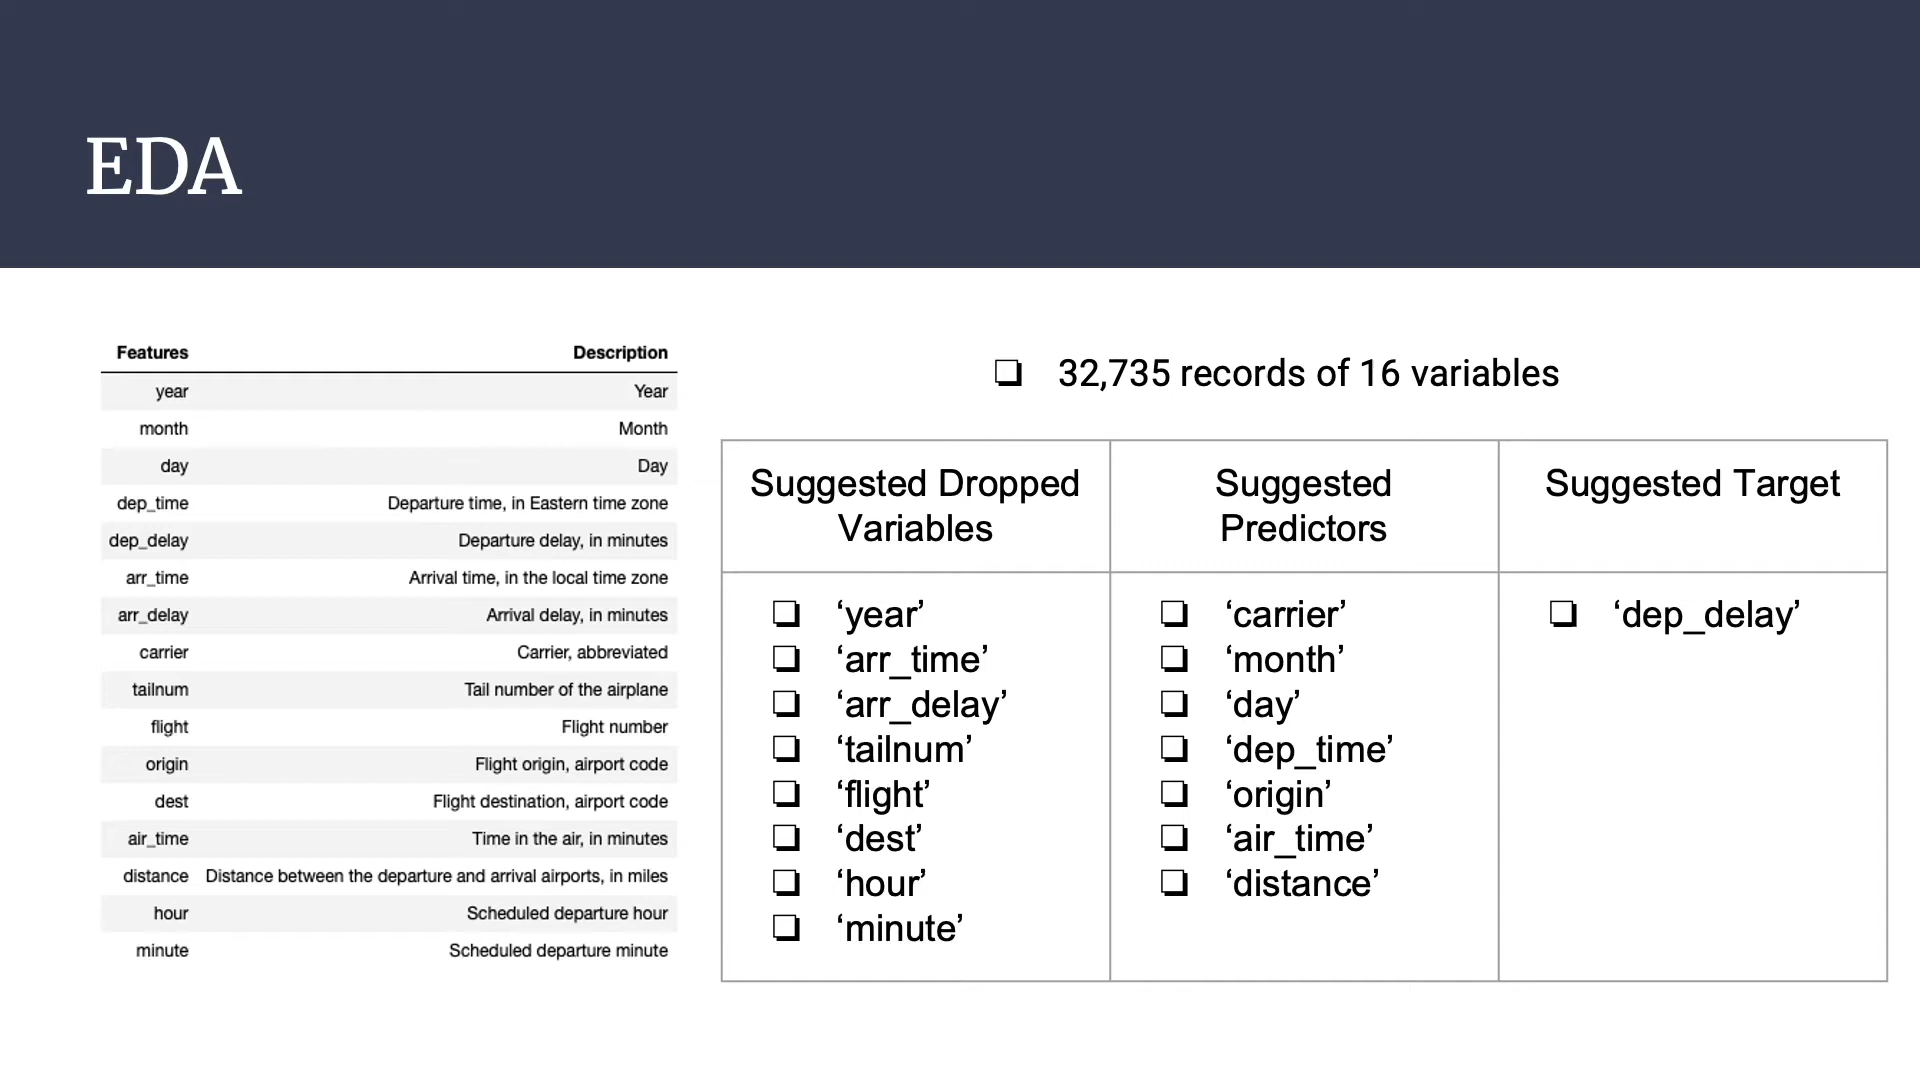 EDA
Features Description
year Year
month Month
day Day
dep_time Departure time, in Eastern time zone
dep_delay Departure delay, in minutes
arr_time Arrival time, in the local time zone
arr_delay Arrival delay, in minutes
carrier Carrier, abbreviated
tailnum Tail number of the airplane
flight Flight number
origin Flight origin, airport code
dest Flight destination, airport code
air_time Time in the air, in minutes
distance Distance between the departure and arrival airports, in miles
hour Scheduled departure hour
minute Scheduled departure minute
❏ 32,735 records of 16 variables
Suggested Dropped
Variables
Suggested
Predictors
Suggested Target
❏ ‘year’
❏ ‘arr_time’
❏ ‘arr_delay’
❏ ‘tailnum’
❏ ‘flight’
❏ ‘dest’
❏ ‘hour’
❏ ‘minute’
❏ ‘carrier’
❏ ‘month’
❏ ‘day’
❏ ‘dep_time’
❏ ‘origin’
❏ ‘air_time’
❏ ‘distance’
❏ ‘dep_delay’